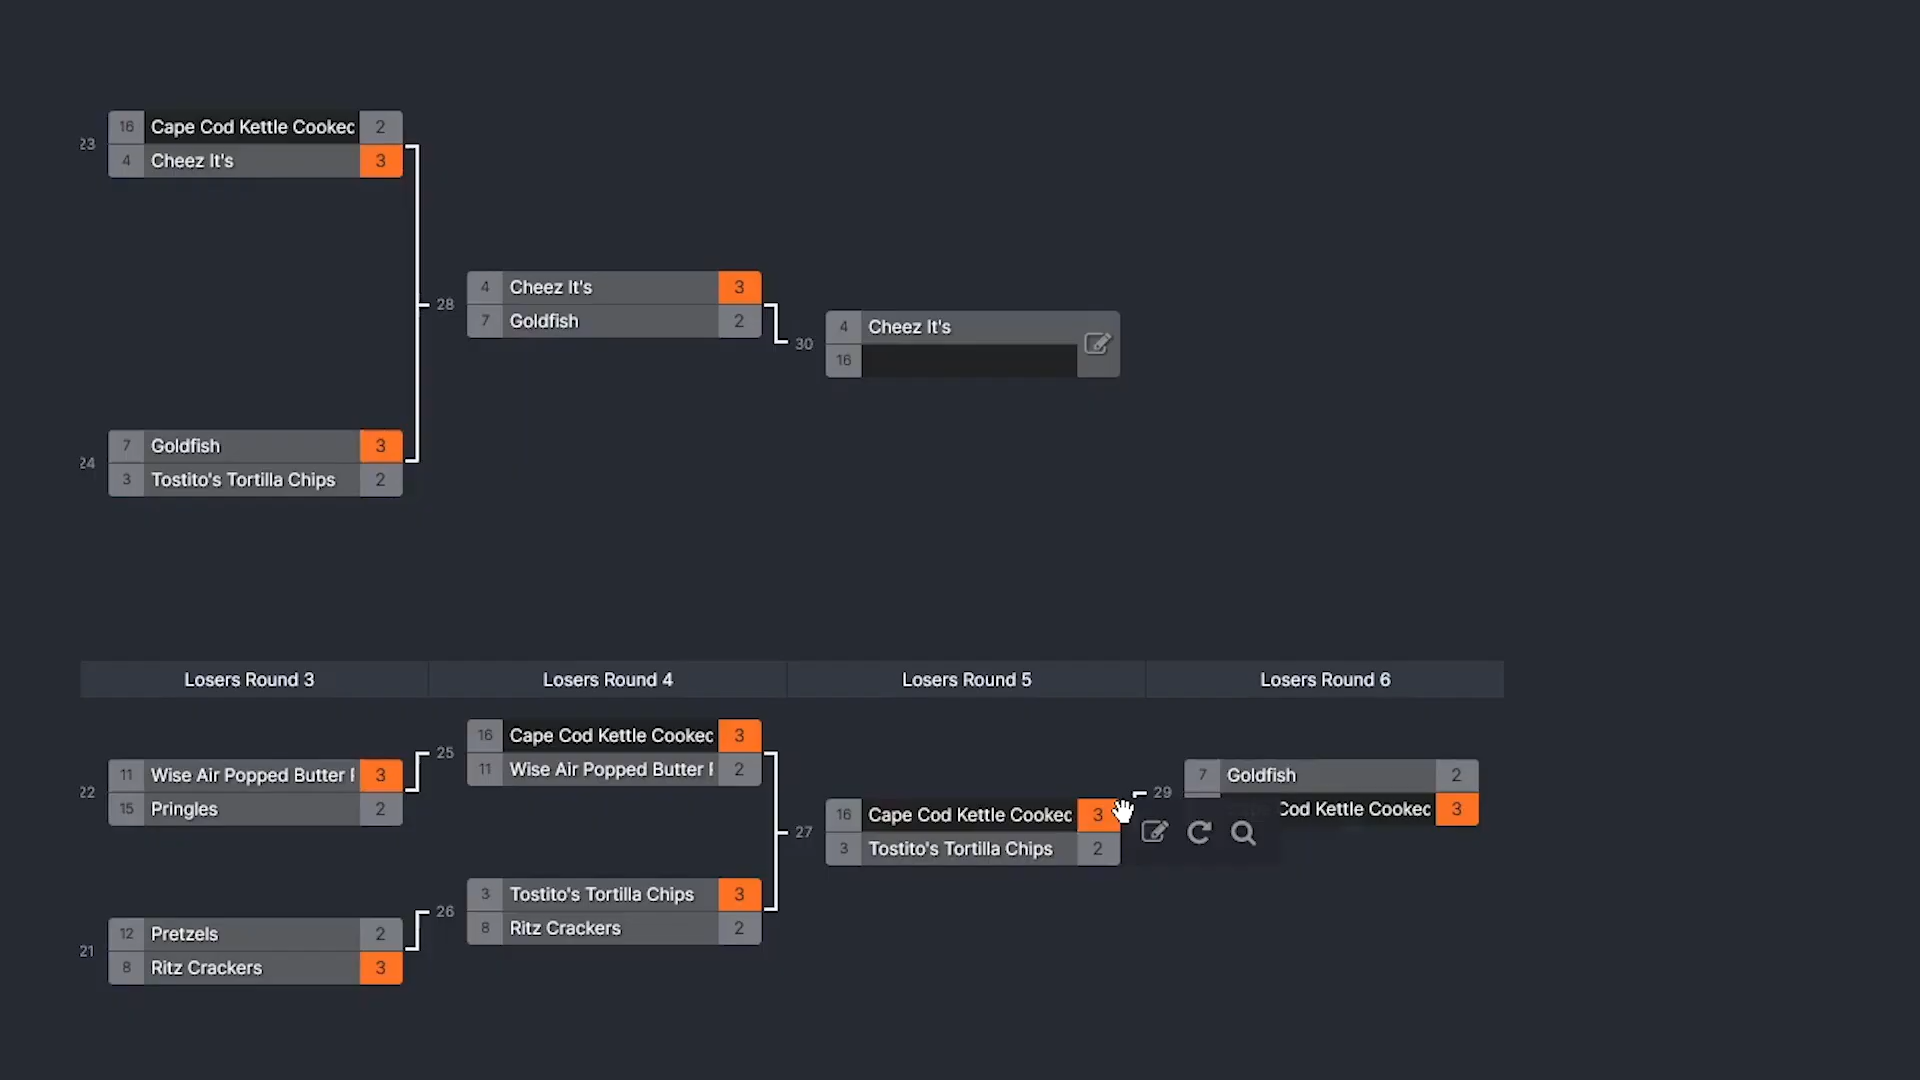 23
16 Cape Cod Kettle Cooked 2
4 Cheez It's 3
28
4 Cheez It's 3
7 Goldfish 2
30
4 Cheez It's
16
24
7 Goldfish 3
3 Tostito's Tortilla Chips 2
Losers Round 3
Losers Round 4
Losers Round 5
Losers Round 6
22
11 Wise Air Popped Butter 3
15 Pringles 2
25
16 Cape Cod Kettle Cooked 3
11 Wise Air Popped Butter 2
21
12 Pretzels 2
8 Ritz Crackers 3
26
3 Tostito's Tortilla Chips 3
8 Ritz Crackers 2
27
16 Cape Cod Kettle Cooked 3
3 Tostito's Tortilla Chips 2
29
7 Goldfish 2
Cod Kettle Cooked 3